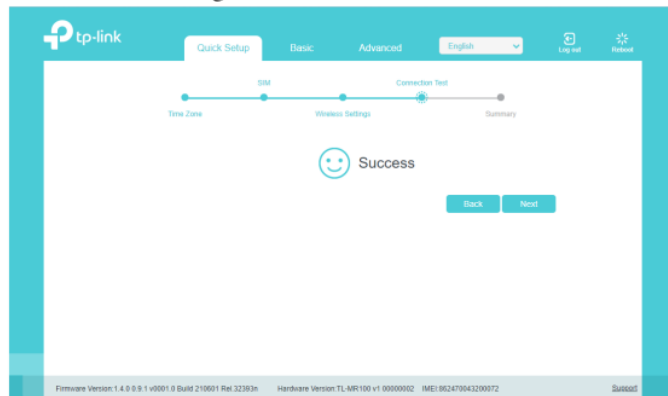 tp-link
Quick Setup Basic Advanced English Log out Reboot
SIM Connection Test
Time Zone Wireless Settings Summary
Success
Back Next
Firmware Version:1.4.0 0.9.1 v0001.0 Build 210601 Rel.32393n Hardware Version:TL-MR100 v1 00000002 IMEI:862470043200072 Support